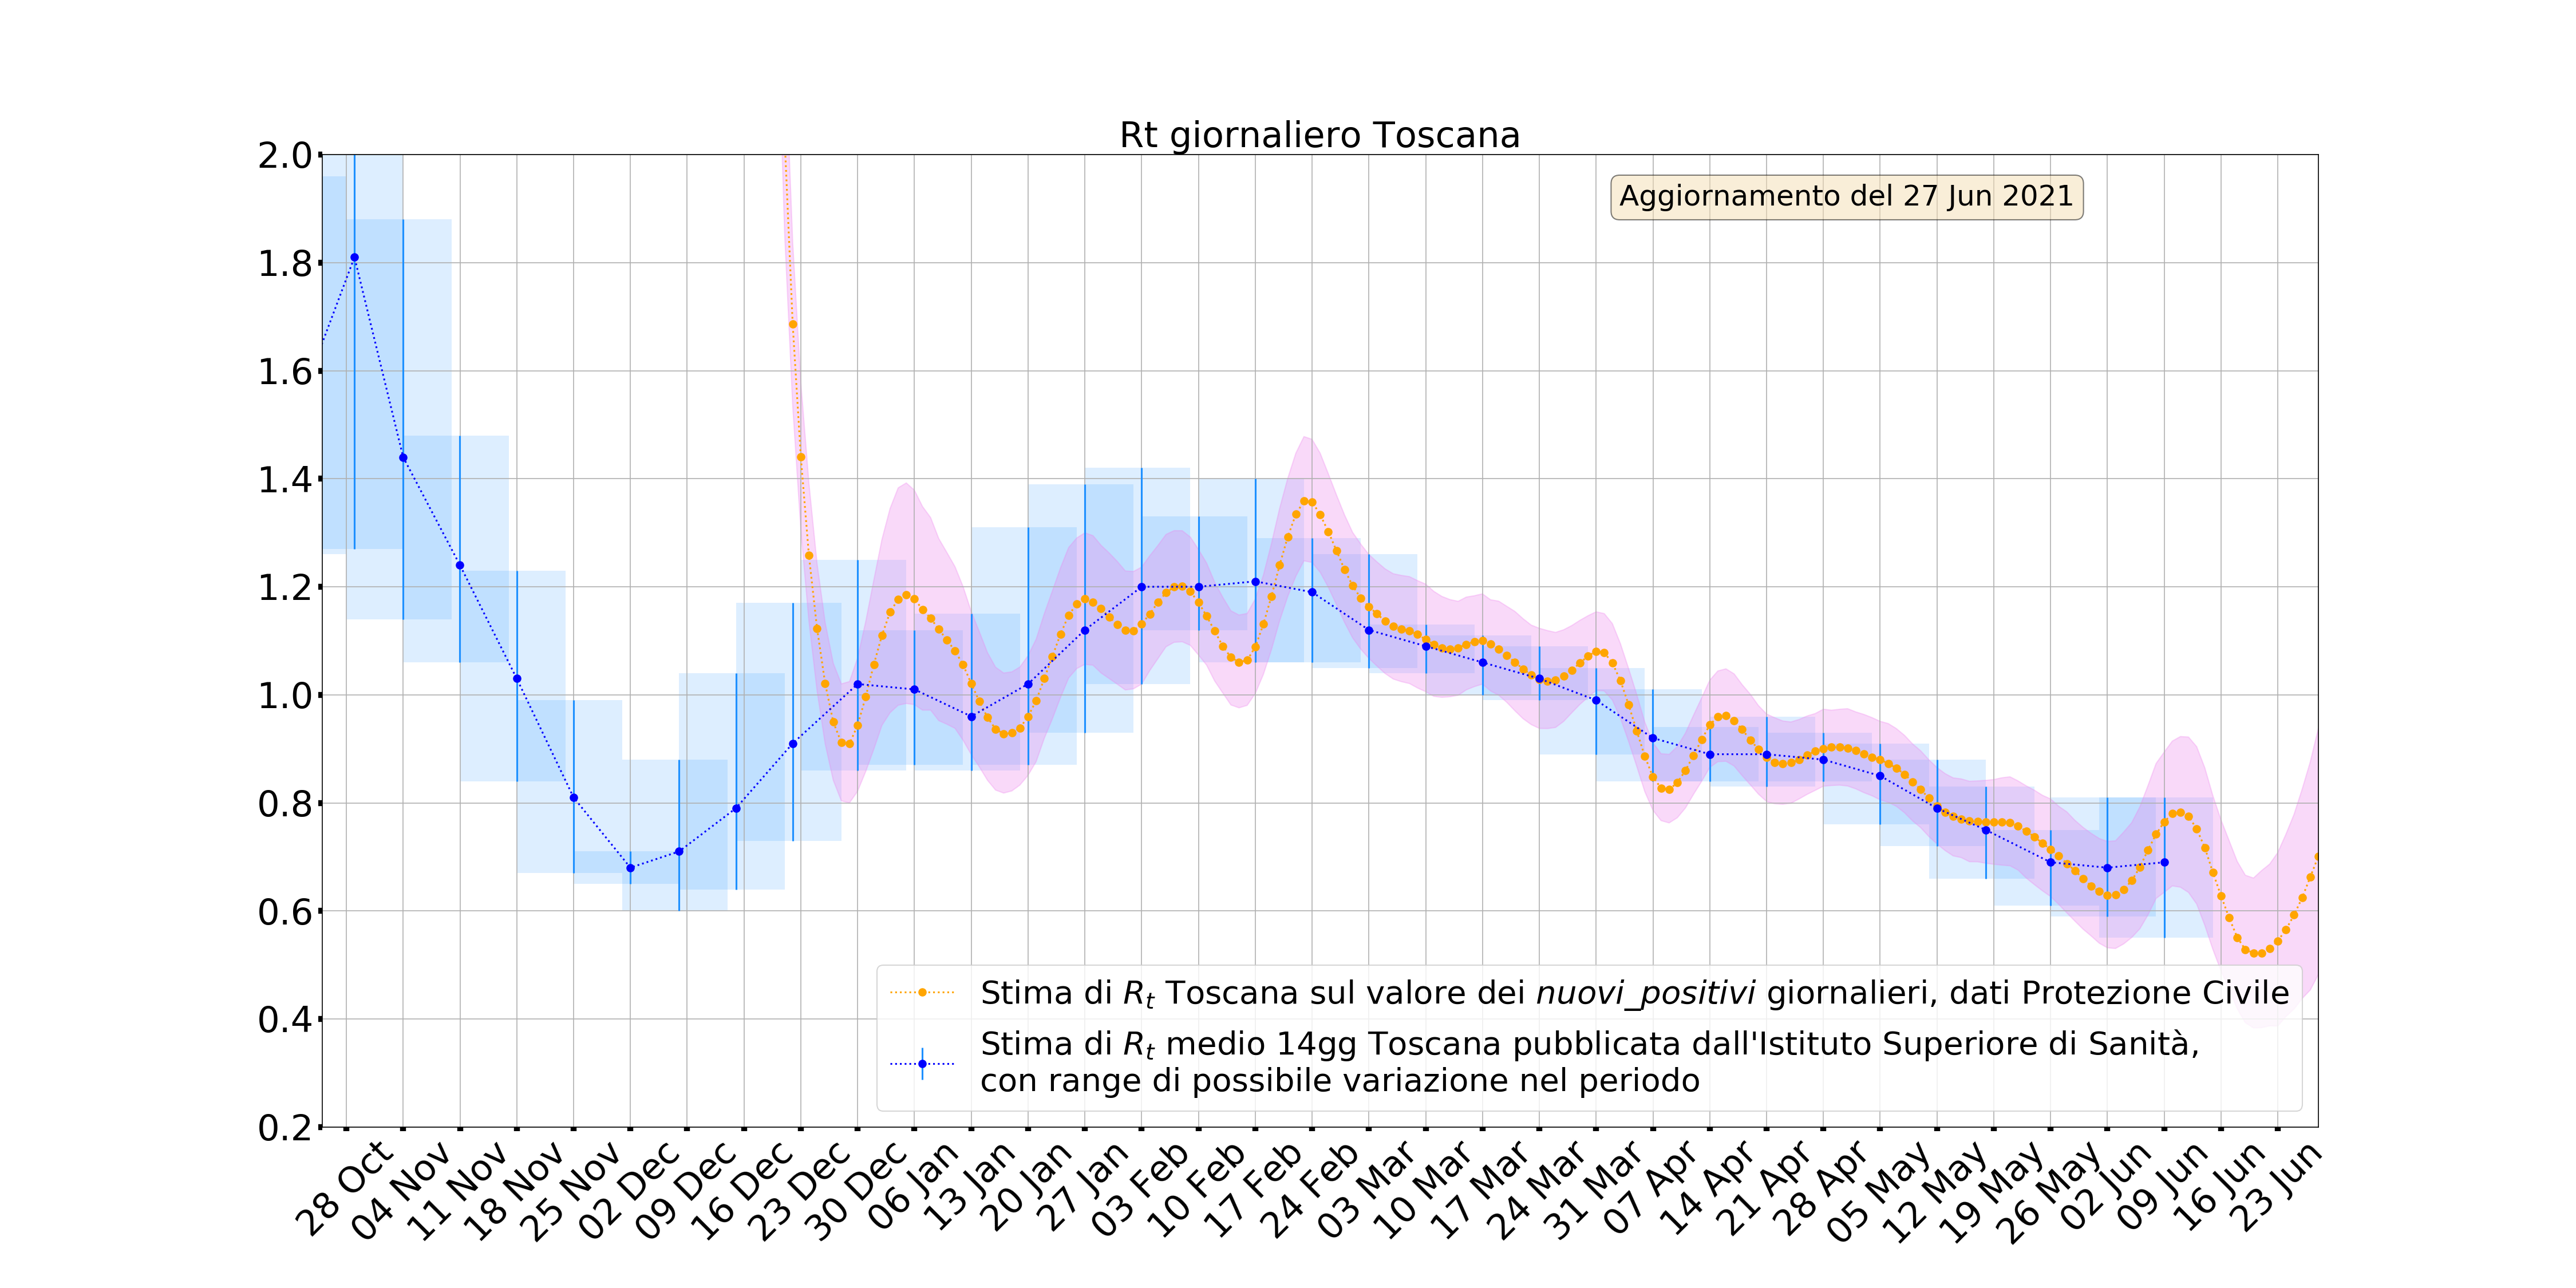 Rt giornaliero Toscana
Aggiornamento del 27 Jun 2021
2.0
1.8
1.6
1.4
1.2
1.0
0.8
0.6
0.4
0.2
Stima di Rt Toscana sul valore dei nuovi_positivi giornalieri, dati Protezione Civile
Stima di Rt medio 14gg Toscana pubblicata dall'Istituto Superiore di Sanità,
con range di possibile variazione nel periodo
28 Oct
04 Nov
11 Nov
18 Nov
25 Nov
02 Dec
09 Dec
16 Dec
23 Dec
30 Dec
06 Jan
13 Jan
20 Jan
27 Jan
03 Feb
10 Feb
17 Feb
24 Feb
03 Mar
10 Mar
17 Mar
24 Mar
31 Mar
07 Apr
14 Apr
21 Apr
28 Apr
05 May
12 May
19 May
26 May
02 Jun
09 Jun
16 Jun
23 Jun